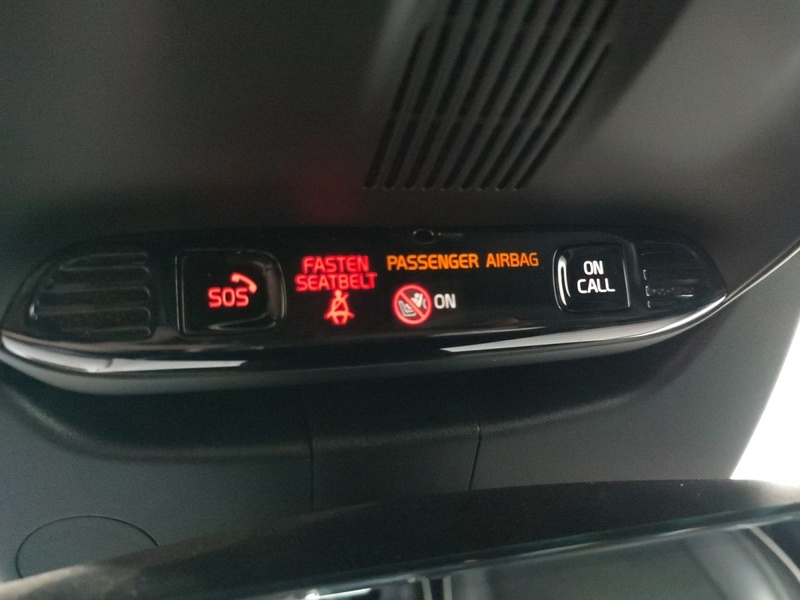 SOS
FASTEN
SEATBELT
PASSENGER AIRBAG
ON
ON
CALL